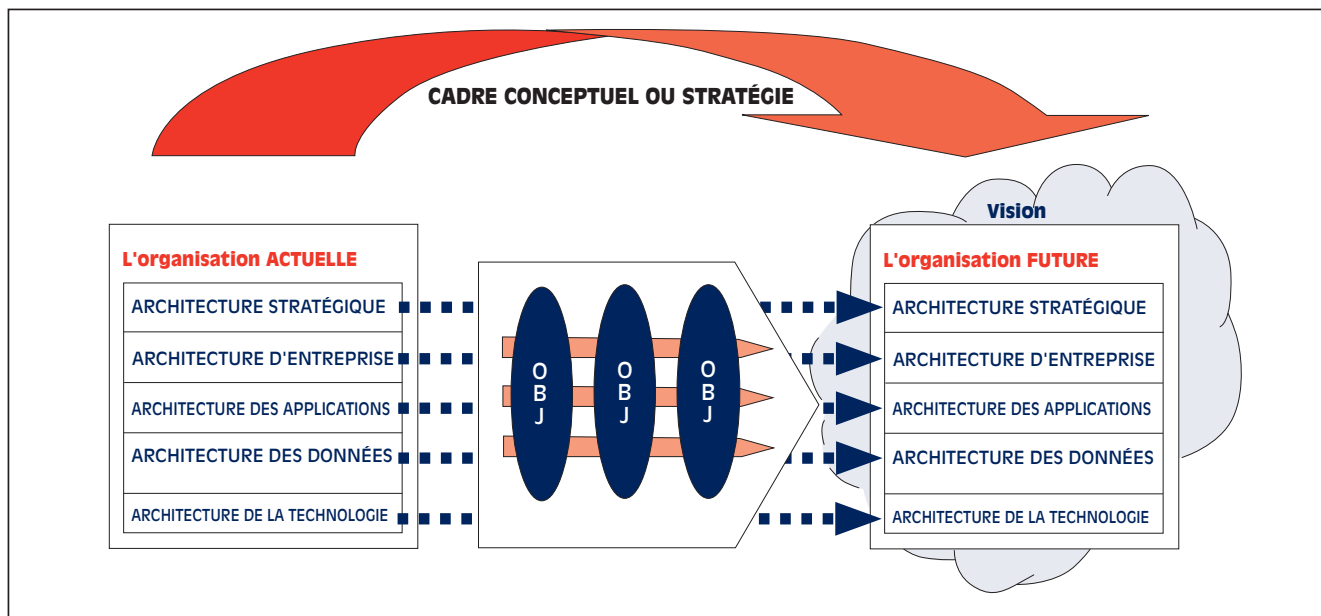 CADRE CONCEPTUEL OU STRATÉGIE
L'organisation ACTUELLE
ARCHITECTURE STRATÉGIQUE
ARCHITECTURE D'ENTREPRISE
ARCHITECTURE DES APPLICATIONS
ARCHITECTURE DES DONNÉES
ARCHITECTURE DE LA TECHNOLOGIE
O
B
J
O
B
J
O
B
J
Vision
L'organisation FUTURE
ARCHITECTURE STRATÉGIQUE
ARCHITECTURE D'ENTREPRISE
ARCHITECTURE DES APPLICATIONS
ARCHITECTURE DES DONNÉES
ARCHITECTURE DE LA TECHNOLOGIE